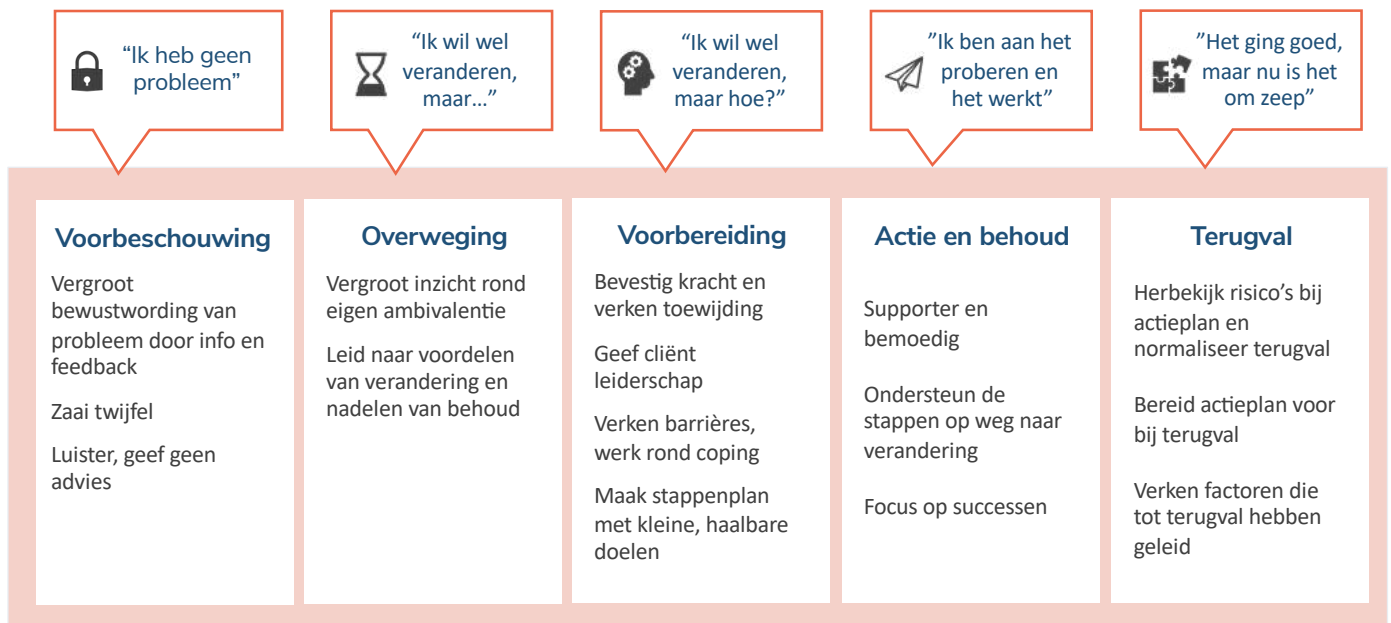 “Ik heb geen
probleem”
“Ik wil wel
veranderen,
maar...”
“Ik wil wel
veranderen,
maar hoe?”
”Ik ben aan het
proberen en
het werkt”
”Het ging goed,
maar nu is het
om zeep”
Voorbeschouwing
Vergroot
bewustwording van
probleem door info en
feedback
Zaai twijfel
Luister, geef geen
advies
Overweging
Vergroot inzicht rond
eigen ambivalentie
Leid naar voordelen
van verandering en
nadelen van behoud
Voorbereiding
Bevestig kracht en
verken toewijding
Geef cliënt
leiderschap
Verken barrières,
werk rond coping
Maak stappenplan
met kleine, haalbare
doelen
Actie en behoud
Supporter en
bemoedig
Ondersteun de
stappen op weg naar
verandering
Focus op successen
Terugval
Herbekijk risico’s bij
actieplan en
normaliseer terugval
Bereid actieplan voor
bij terugval
Verken factoren die
tot terugval hebben
geleid